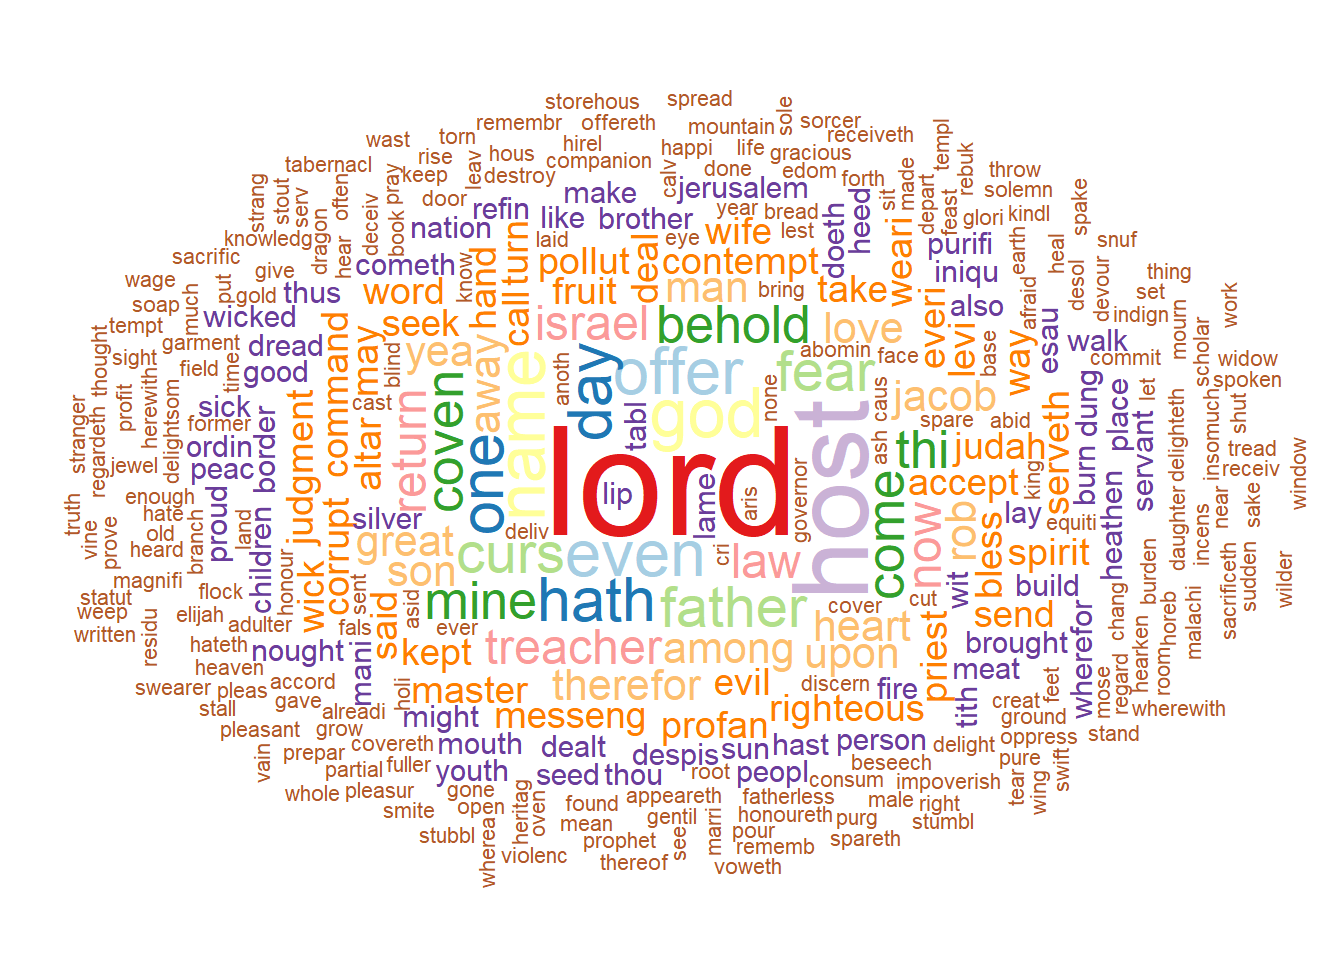 storehous spread sole
remembr offereth mountain sorcer
wast torn hirel happi life receiveth
tabernacl rise hous companion gracious templ
keep leav destroy calv done edom forth rebuk throw
strang stout serv often pray door make jerusalem sit made solemn
refin like brother year bread doeth heed depart feast glori kindl spake
knowledg dragon hear deceiv book nation laid eye wife lest purifi earth heal snuf
sacrific give cometh know turn pollut deal contempt weari iniqu afraid desol devour thing
wage put gold thus word hand call fruit man bring take also set
soap much wicked seek israel behold love everi levi way esau indign mourn work
tempt garment dread may yea away abomin face base walk commit scholar
thought sight field time good command blind name day offer fear jacob widow
herewith former cast anoth god none caus spare abid dung let spoken
stranger profit delightsom sick altar return coven one tabl host ash thi judah serveth place delighteth insomuch shut
regardeth jewel ordin border judgment lord accept king burn servant daughter tread
enough peac proud corrupt silver lip lame governor come now rob lay equiti heathen near receiv window
truth hate old branch land deliv aris bless spirit incens sake
vine prove heard children wick great curs even cri law wit build burden sudden
magnifi flock honour sent son cut send chang horeb malachi sacrificeth wilder
statut elijah adulter said asid mine hath father cover heart priest brought wherefor hearken room
weep residu fals ever
written hateth nought kept treacher among upon meat mose regard
heaven mani holi therefor evil discern fire tith feet
swearer pleas accord master creat wherewith
stall gave alreadi might messeng profan righteous ground
pleasant grow mouth dealt despis sun hast person delight oppress stand
vain prepar covereth youth seed thou root peopl beseech pure swift
partial fuller gone consum impoverish tear wing
whole pleasur open heritag oven found appeareth fatherless male right
smite mean gentil marri honoureth purg stumbl
stubbl wherea prophet see pour rememb spareth
violenc thereof voweth